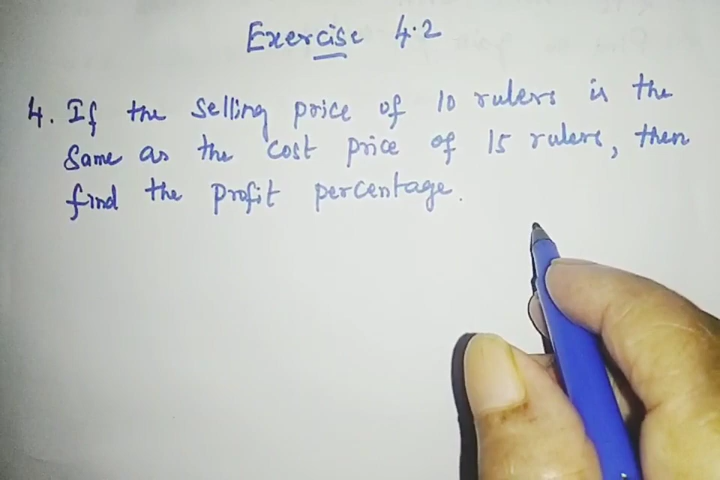 Exercise 4.2
4. If the selling price of 10 rulers is the
same as the cost price of 15 rulers, then
find the profit percentage.